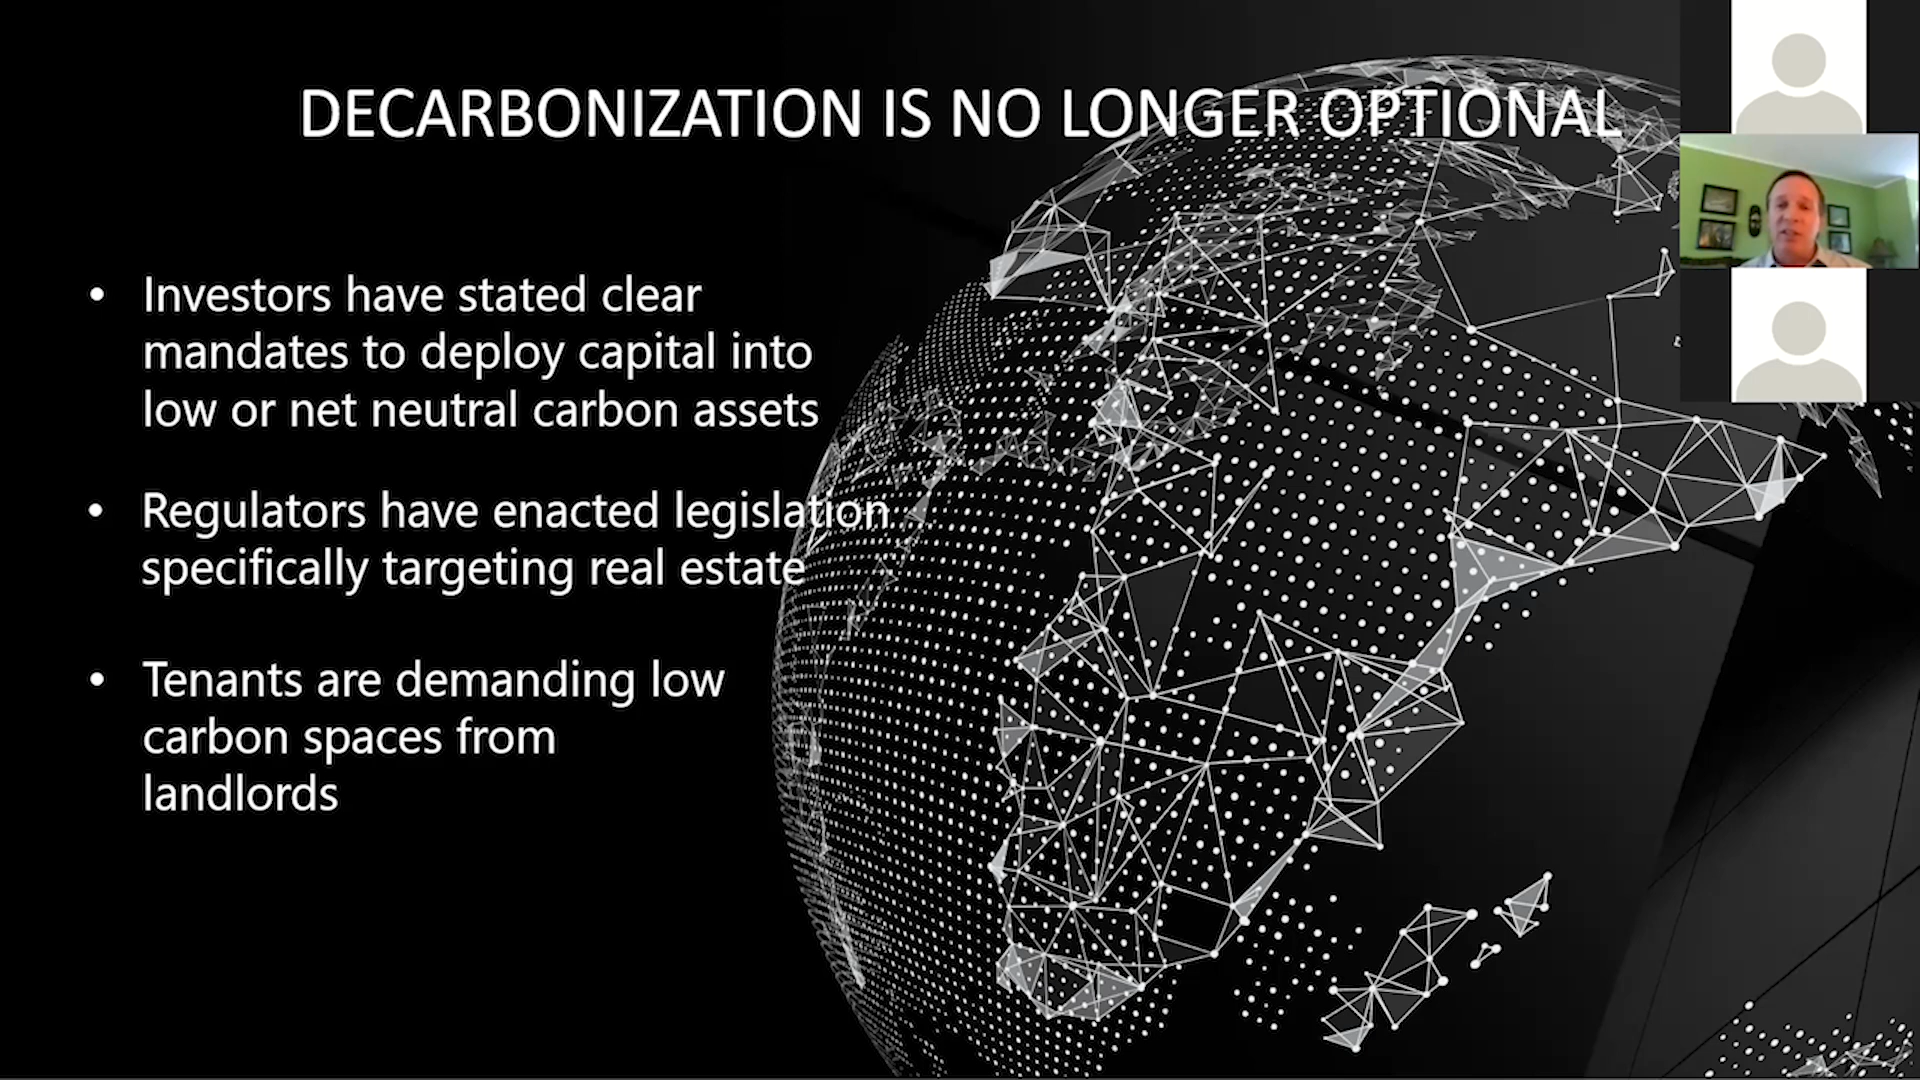 DECARBONIZATION IS NO LONGER OPTIONAL
• Investors have stated clear
mandates to deploy capital into
low or net neutral carbon assets
• Regulators have enacted legislation
specifically targeting real estate
• Tenants are demanding low
carbon spaces from
landlords